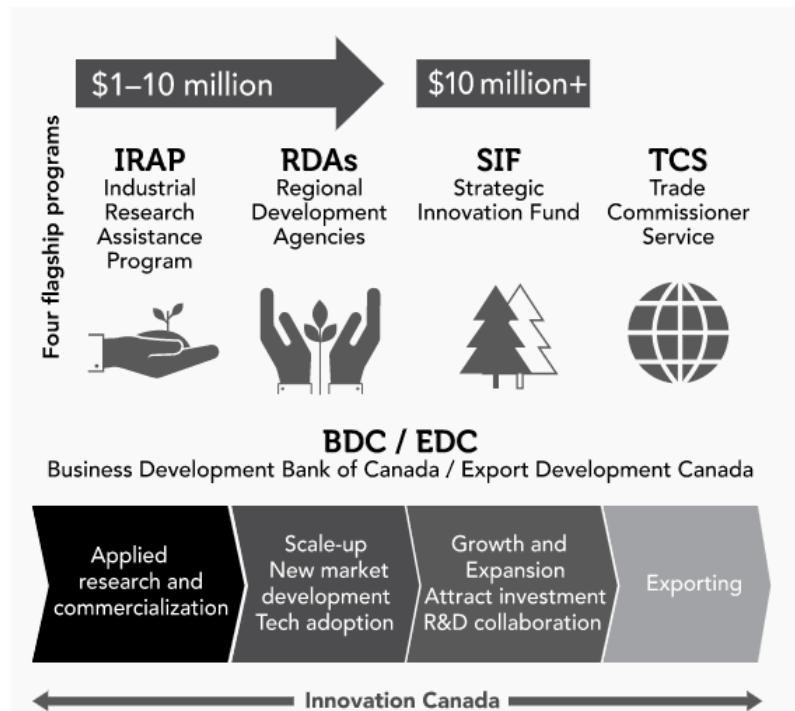 $1–10 million
$10 million+
Four flagship programs
IRAP
Industrial
Research
Assistance
Program
RDAs
Regional
Development
Agencies
SIF
Strategic
Innovation Fund
TCS
Trade
Commissioner
Service
BDC / EDC
Business Development Bank of Canada / Export Development Canada
Applied
research and
commercialization
Scale-up
New market
development
Tech adoption
Growth and
Expansion
Attract investment
R&D collaboration
Exporting
Innovation Canada